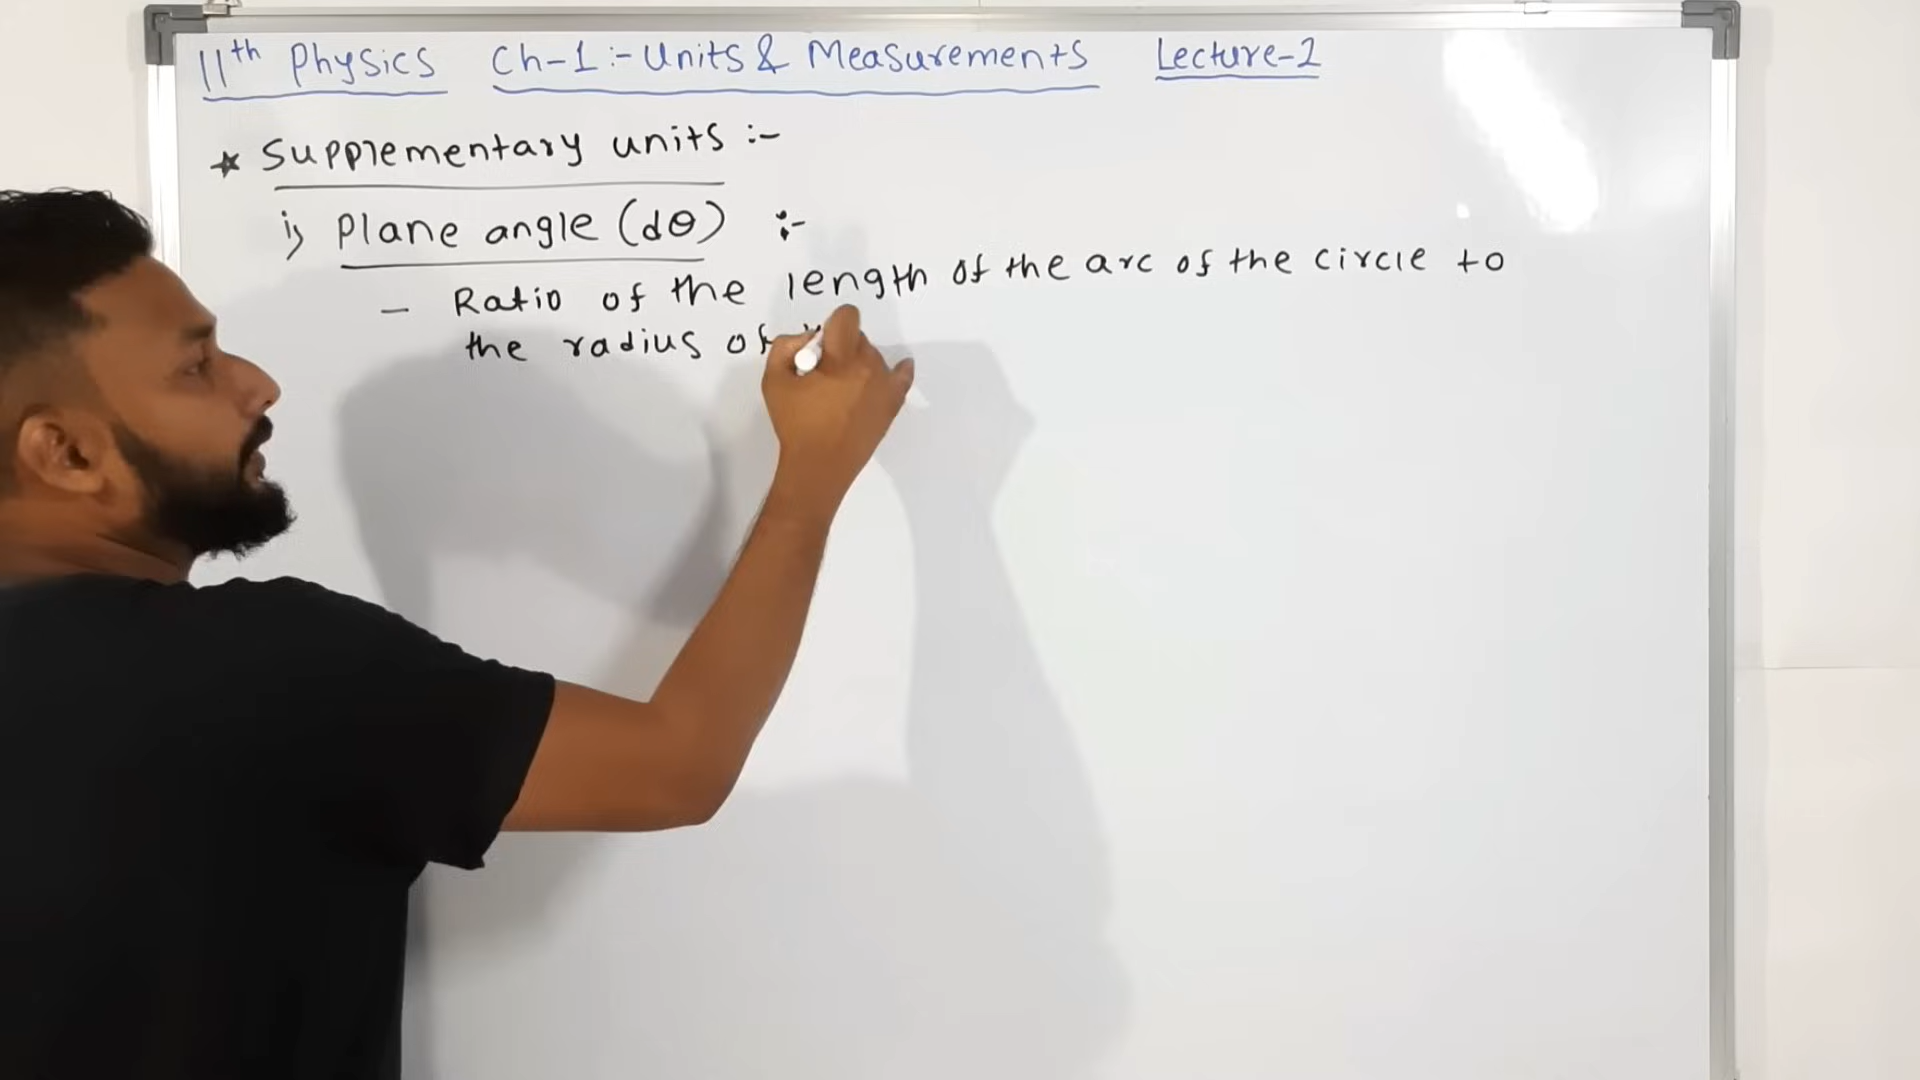 11th Physics Ch-1:- Units & Measurements Lecture-2
* Supplementary units :-
i) Plane angle (dθ) :-
- Ratio of the length of the arc of the circle to
the radius of